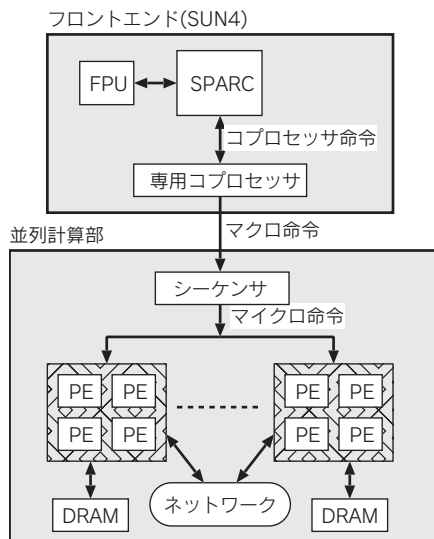 フロントエンド(SUN4)
FPU
SPARC
コプロセッサ命令
専用コプロセッサ
マクロ命令
並列計算部
シーケンサ
マイクロ命令
PE PE
PE PE
PE PE
PE PE
DRAM
ネットワーク
DRAM